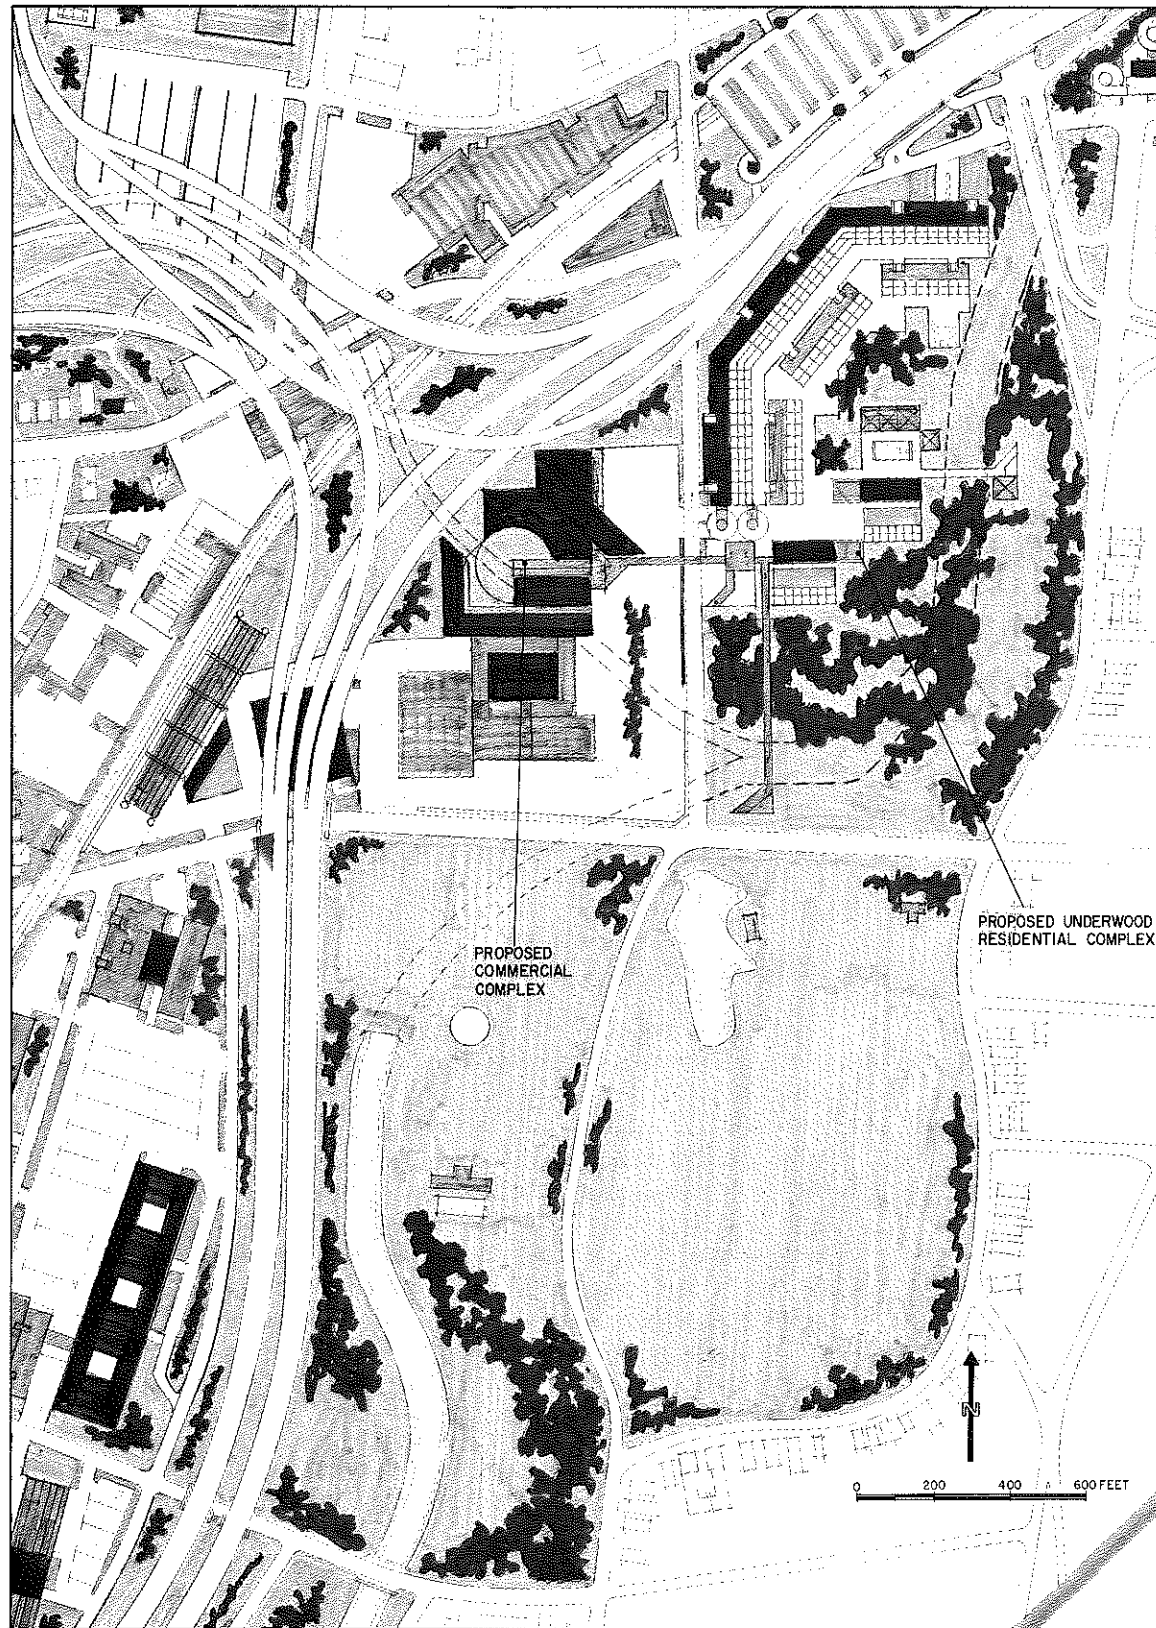 PROPOSED
COMMERCIAL
COMPLEX
PROPOSED UNDERWOOD
RESIDENTIAL COMPLEX
N
0 200 400 600 FEET